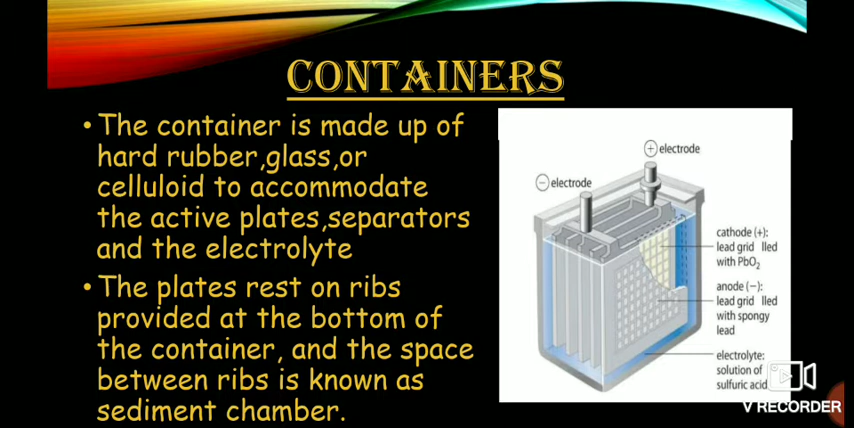 CONTAINERS
• The container is made up of
hard rubber,glass,or
celluloid to accommodate
the active plates,separators
and the electrolyte
• The plates rest on ribs
provided at the bottom of
the container, and the space
between ribs is known as
sediment chamber.
+ electrode
− electrode
cathode (+):
lead grid lled
with PbO2
anode (−):
lead grid lled
with spongy
lead
electrolyte:
solution of
sulfuric acid
V RECORDER